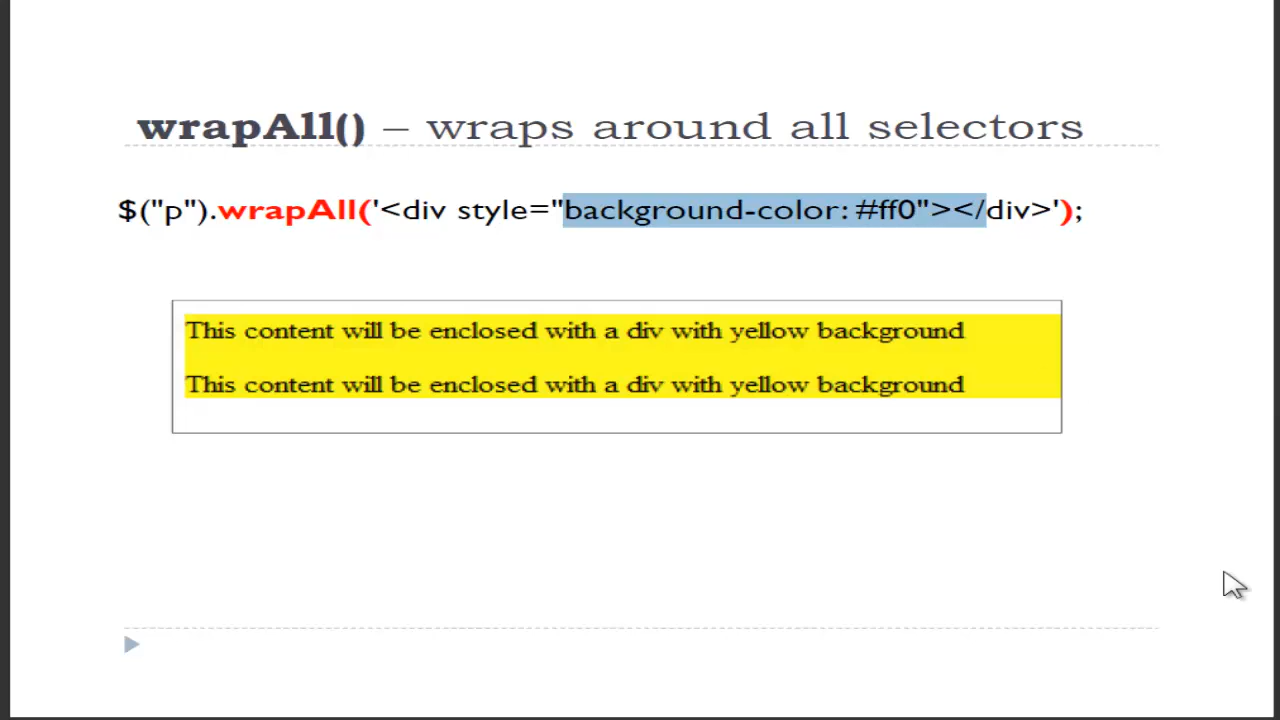 wrapAll() – wraps around all selectors
$("p").wrapAll('<div style="background-color: #ff0"></div>');
This content will be enclosed with a div with yellow background
This content will be enclosed with a div with yellow background